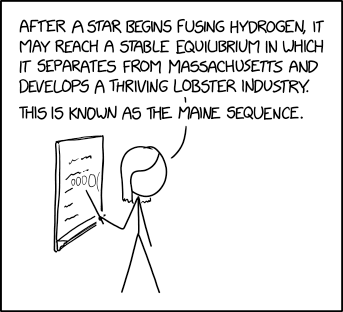 AFTER A STAR BEGINS FUSING HYDROGEN, IT
MAY REACH A STABLE EQUILIBRIUM IN WHICH
IT SEPARATES FROM MASSACHUSETTS AND
DEVELOPS A THRIVING LOBSTER INDUSTRY.
THIS IS KNOWN AS THE MAINE SEQUENCE.